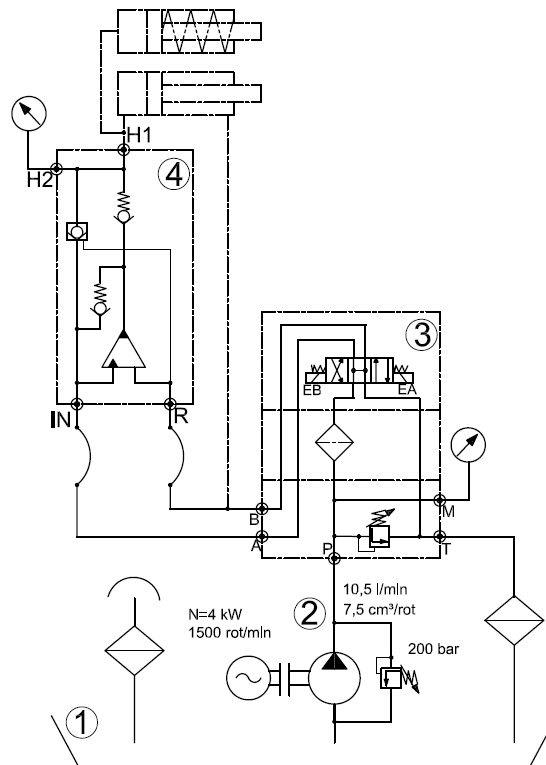 H1
H2
4
3
EB
EA
IN
R
B
M
A
P
T
10,5 l/mln
7,5 cm³/rot
N=4 kW
1500 rot/mln
2
200 bar
1